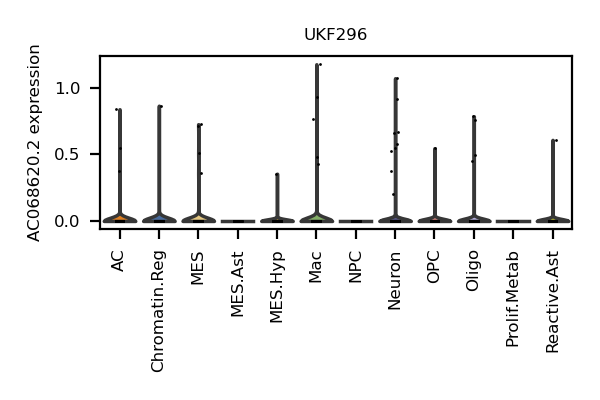 UKF296
AC068620.2 expression
1.0
0.5
0.0
AC
Chromatin.Reg
MES
MES.Ast
MES.Hyp
Mac
NPC
Neuron
OPC
Oligo
Prolif.Metab
Reactive.Ast